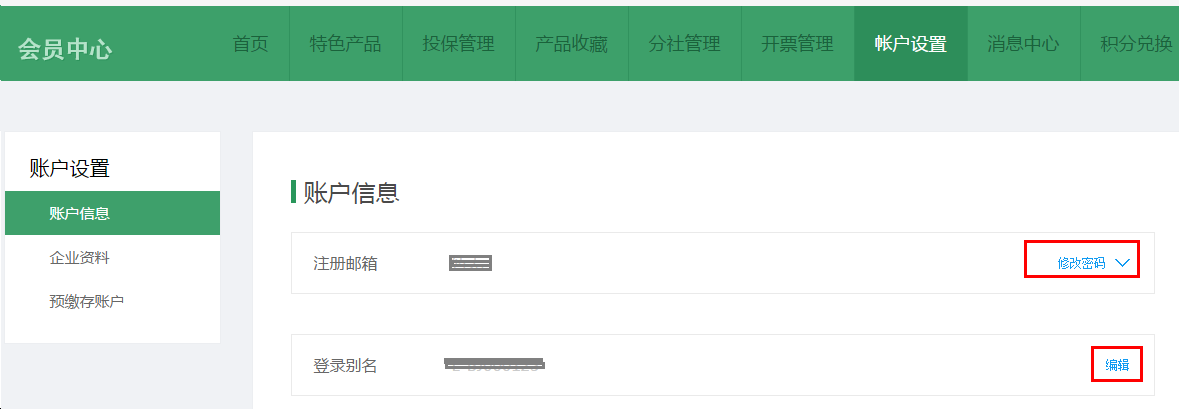 会员中心 首页 特色产品 投保管理 产品收藏 分社管理 开票管理 帐户设置 消息中心 积分兑换
账户设置
账户信息
企业资料
预缴存账户
账户信息
注册邮箱 修改密码
登录别名 编辑